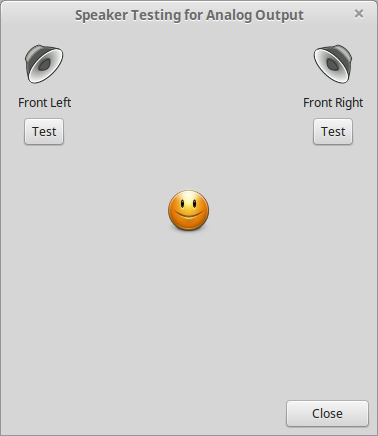 Speaker Testing for Analog Output
Front Left
Front Right
Test
Test
Close